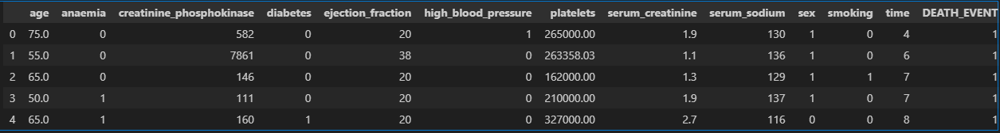 age anaemia creatinine_phosphokinase diabetes ejection_fraction high_blood_pressure platelets serum_creatinine serum_sodium sex smoking time DEATH_EVENT
0 75.0 0 582 0 20 1 265000.00 1.9 130 1 0 4 1
1 55.0 0 7861 0 38 0 263358.03 1.1 136 1 0 6 1
2 65.0 0 146 0 20 0 162000.00 1.3 129 1 1 7 1
3 50.0 1 111 0 20 0 210000.00 1.9 137 1 0 7 1
4 65.0 1 160 1 20 0 327000.00 2.7 116 0 0 8 1